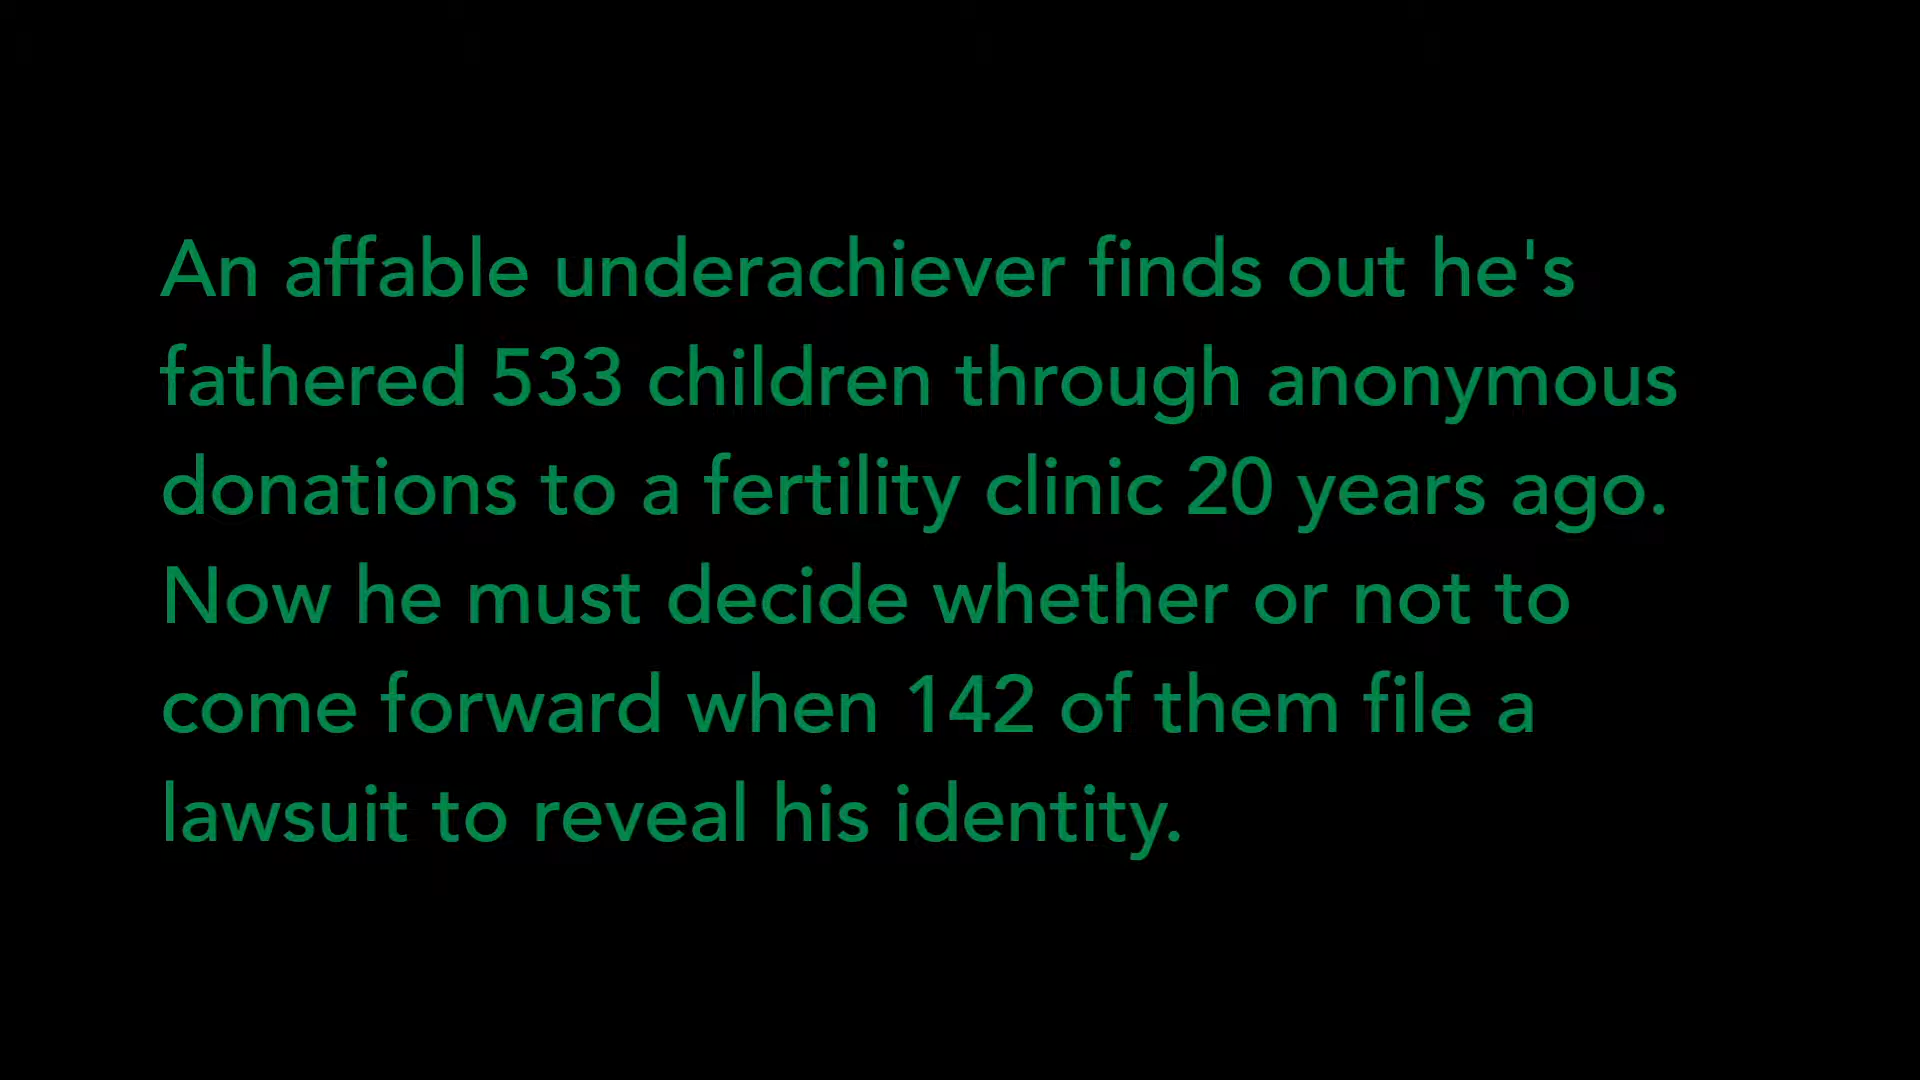 An affable underachiever finds out he's
fathered 533 children through anonymous
donations to a fertility clinic 20 years ago.
Now he must decide whether or not to
come forward when 142 of them file a
lawsuit to reveal his identity.